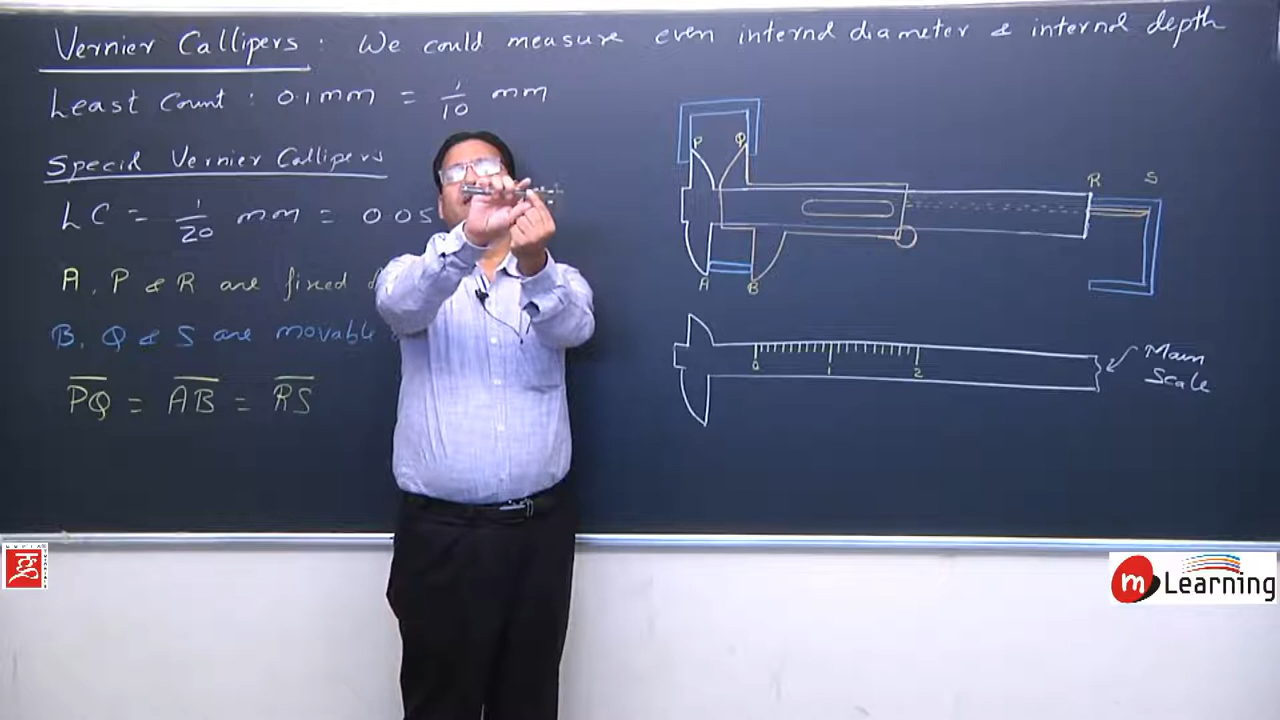 Vernier Callipers : We could measure even internal diameter & internal depth
Least Count : 0.1mm = 1/10 mm
Special Vernier Callipers
LC = 1/20 mm = 0.05
A, P & R are fixed
B, Q & S are movable
PQ = AB = RS
P Q
R S
A B
0 1 2
Main
Scale
m Learning